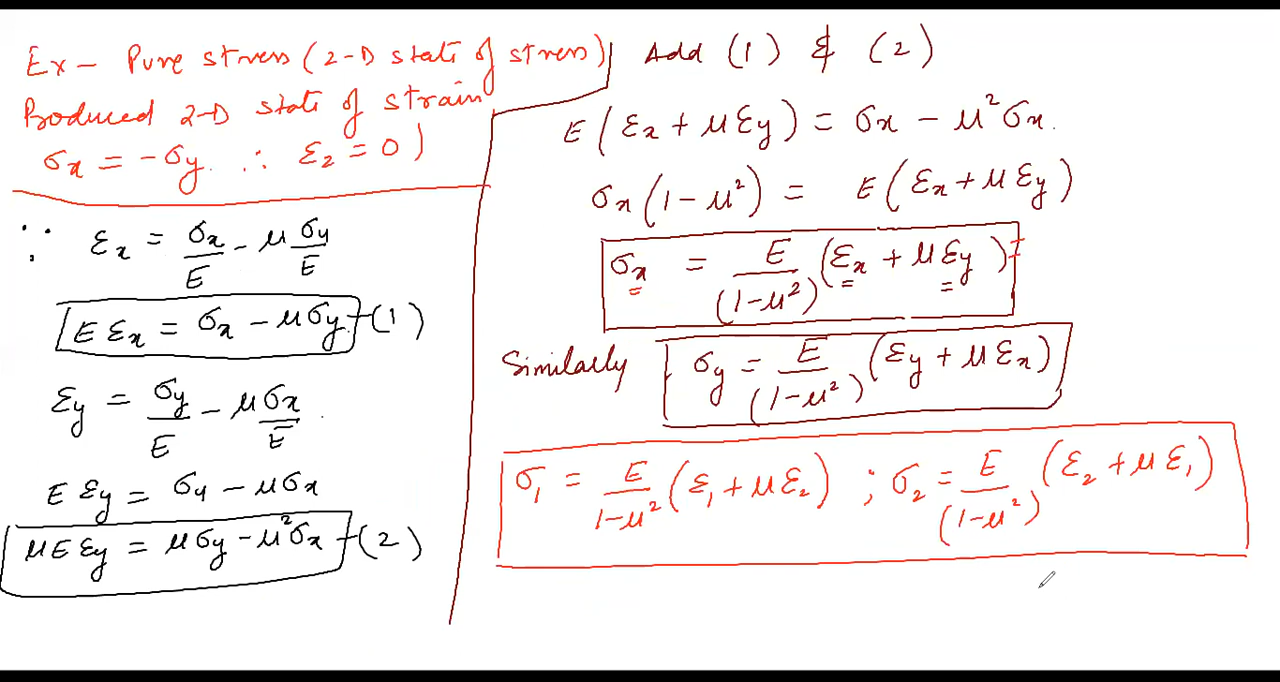 Ex – Pure stress (2-D state of stress)
Produced 2-D state of strain
σx = -σy. ∴ ε2 = 0)
∵ εx = σx/E - μ σy/E
E εx = σx - μσy -(1)
εy = σy/E - μσx/E .
E εy = σy - μσx
μE εy = μσy - μ²σx -(2)
Add (1) & (2)
E (εx + μεy) = σx - μ²σx.
σx (1-μ²) = E (εx + μεy)
σx = E/(1-μ²) (εx + μεy)
Similarly σy = E/(1-μ²) (εy + μεx)
σ1 = E/1-μ² (ε1 + με2) ; σ2 = E/(1-μ²) (ε2 + με1)